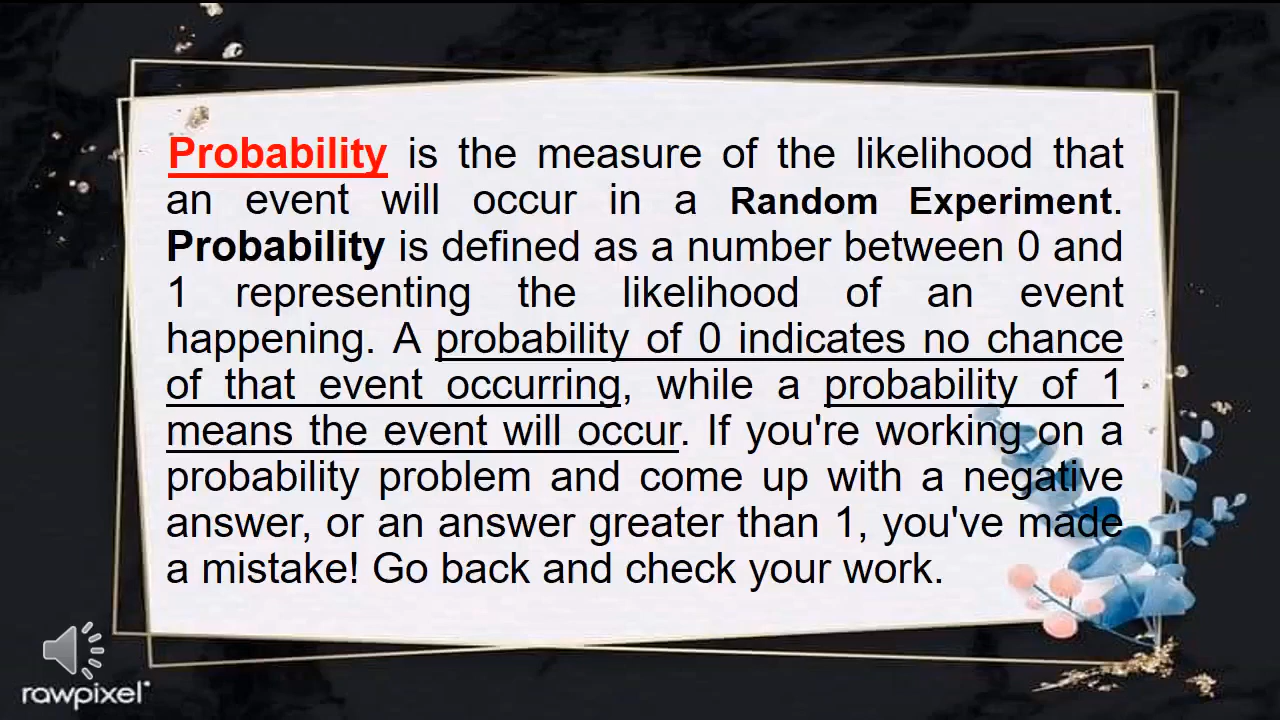 Probability is the measure of the likelihood that
an event will occur in a Random Experiment.
Probability is defined as a number between 0 and
1 representing the likelihood of an event
happening. A probability of 0 indicates no chance
of that event occurring, while a probability of 1
means the event will occur. If you're working on a
probability problem and come up with a negative
answer, or an answer greater than 1, you've made
a mistake! Go back and check your work.
rawpixel